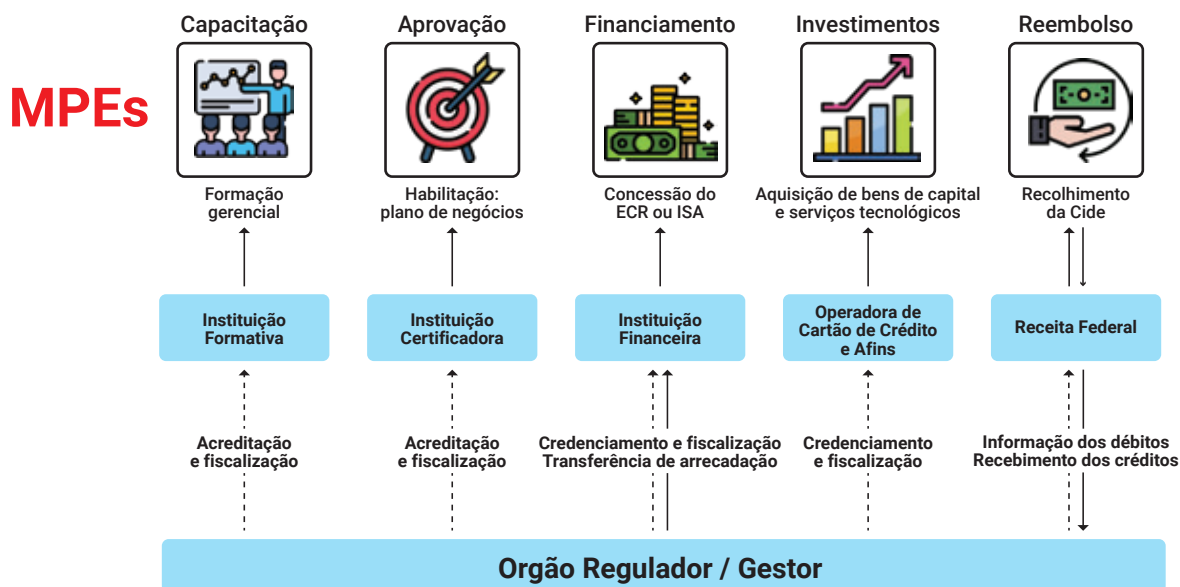 MPEs
Capacitação
Aprovação
Financiamento
Investimentos
Reembolso
Formação
gerencial
Habilitação:
plano de negócios
Concessão do
ECR ou ISA
Aquisição de bens de capital
e serviços tecnológicos
Recolhimento
da Cide
Instituição
Formativa
Instituição
Certificadora
Instituição
Financeira
Operadora de
Cartão de Crédito
e Afins
Receita Federal
Acreditação
e fiscalização
Acreditação
e fiscalização
Credenciamento e fiscalização
Transferência de arrecadação
Credenciamento
e fiscalização
Informação dos débitos
Recebimento dos créditos
Orgão Regulador / Gestor